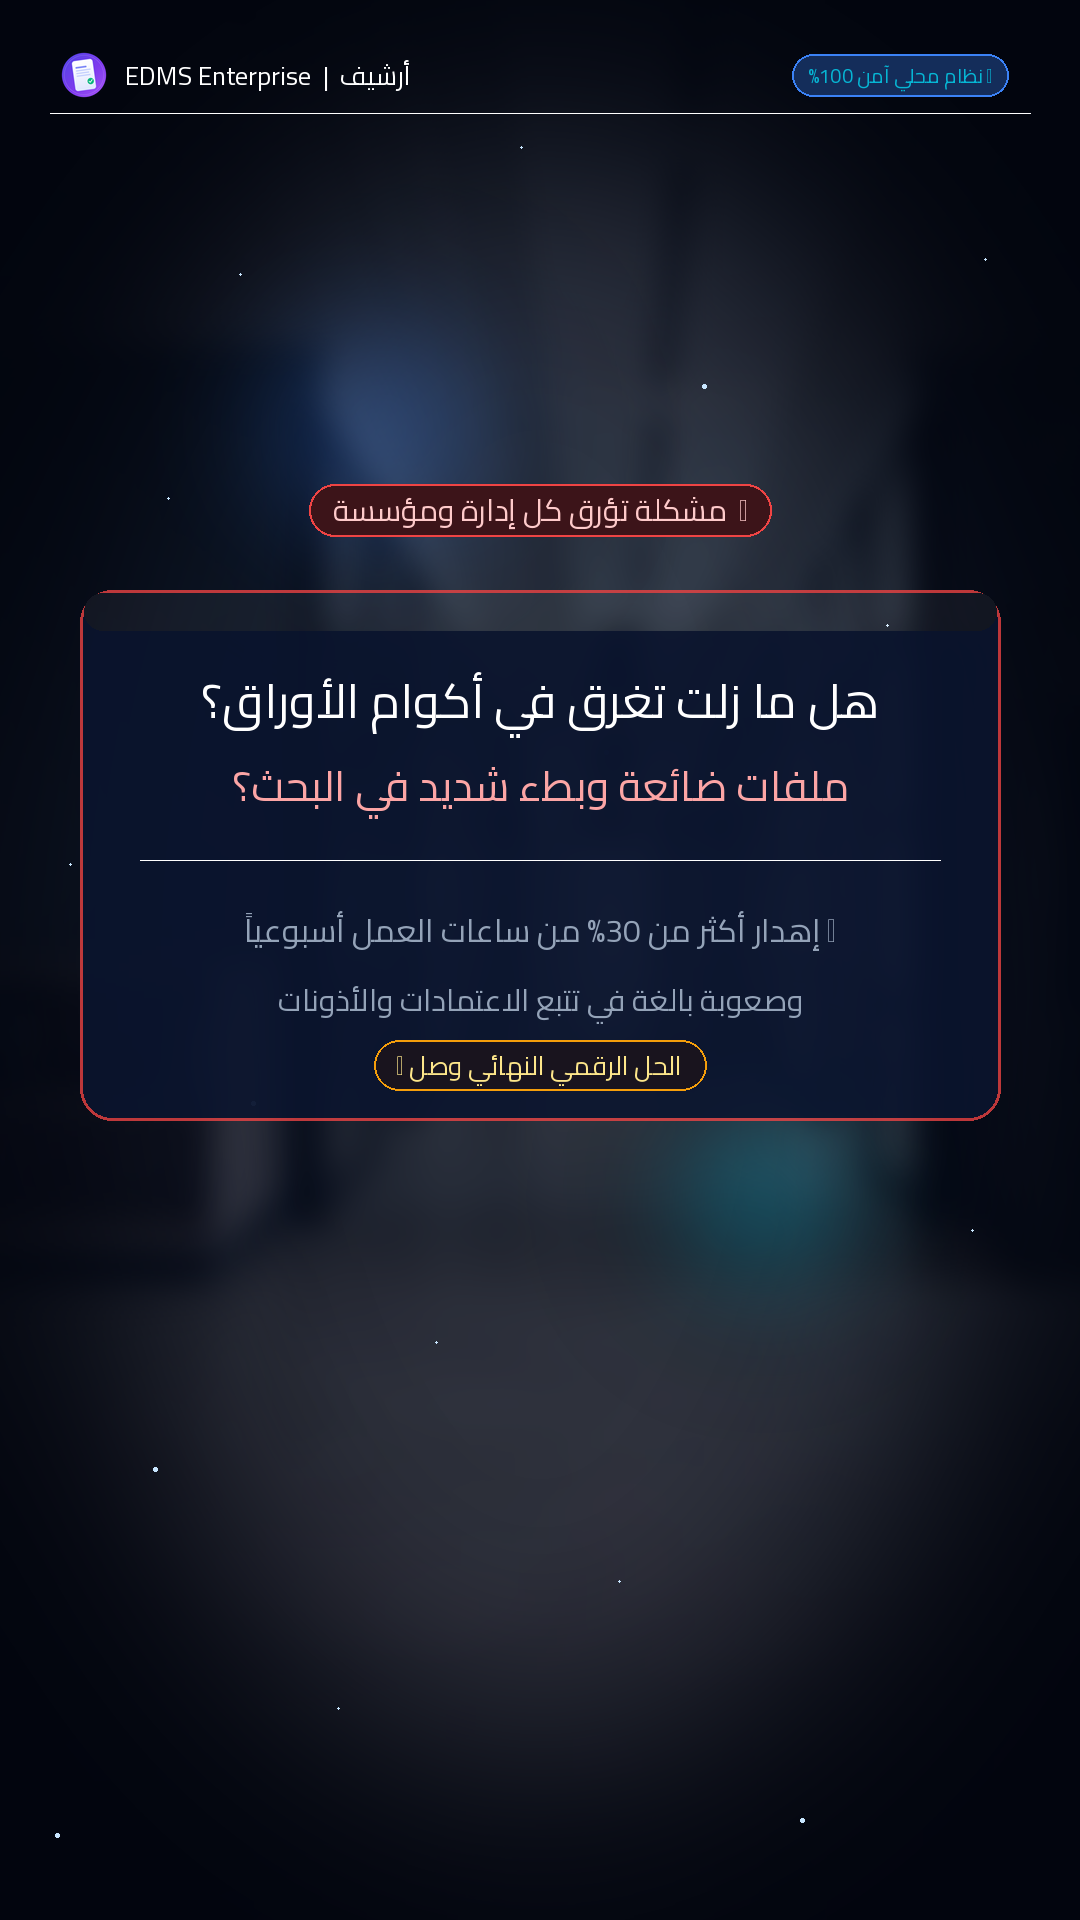 أرشيف | EDMS Enterprise
نظام محلي آمن 100%
مشكلة تؤرق كل إدارة ومؤسسة
هل ما زلت تغرق في أكوام الأوراق؟
ملفات ضائعة وبطء شديد في البحث؟
إهدار أكثر من 30% من ساعات العمل أسبوعياً
وصعوبة بالغة في تتبع الاعتمادات والأذونات
الحل الرقمي النهائي وصل